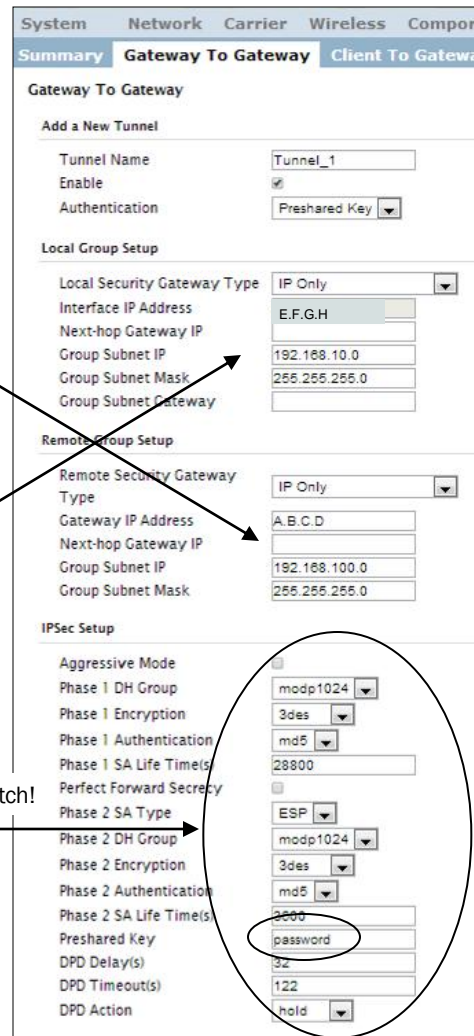 System Network Carrier Wireless Compor
Summary Gateway To Gateway Client To Gatewa
Gateway To Gateway
Add a New Tunnel
Tunnel Name Tunnel_1
Enable
Authentication Preshared Key
Local Group Setup
Local Security Gateway Type IP Only
Interface IP Address E.F.G.H
Next-hop Gateway IP
Group Subnet IP 192.168.10.0
Group Subnet Mask 255.255.255.0
Group Subnet Gateway
Remote Group Setup
Remote Security Gateway
Type IP Only
Gateway IP Address A.B.C.D
Next-hop Gateway IP
Group Subnet IP 192.168.100.0
Group Subnet Mask 255.255.255.0
IPSec Setup
Aggressive Mode
Phase 1 DH Group modp1024
Phase 1 Encryption 3des
Phase 1 Authentication md5
Phase 1 SA Life Time(s) 28800
tch!
Perfect Forward Secrecy
Phase 2 SA Type ESP
Phase 2 DH Group modp1024
Phase 2 Encryption 3des
Phase 2 Authentication md5
Phase 2 SA Life Time(s) 3600
Preshared Key password
DPD Delay(s) 32
DPD Timeout(s) 122
DPD Action hold